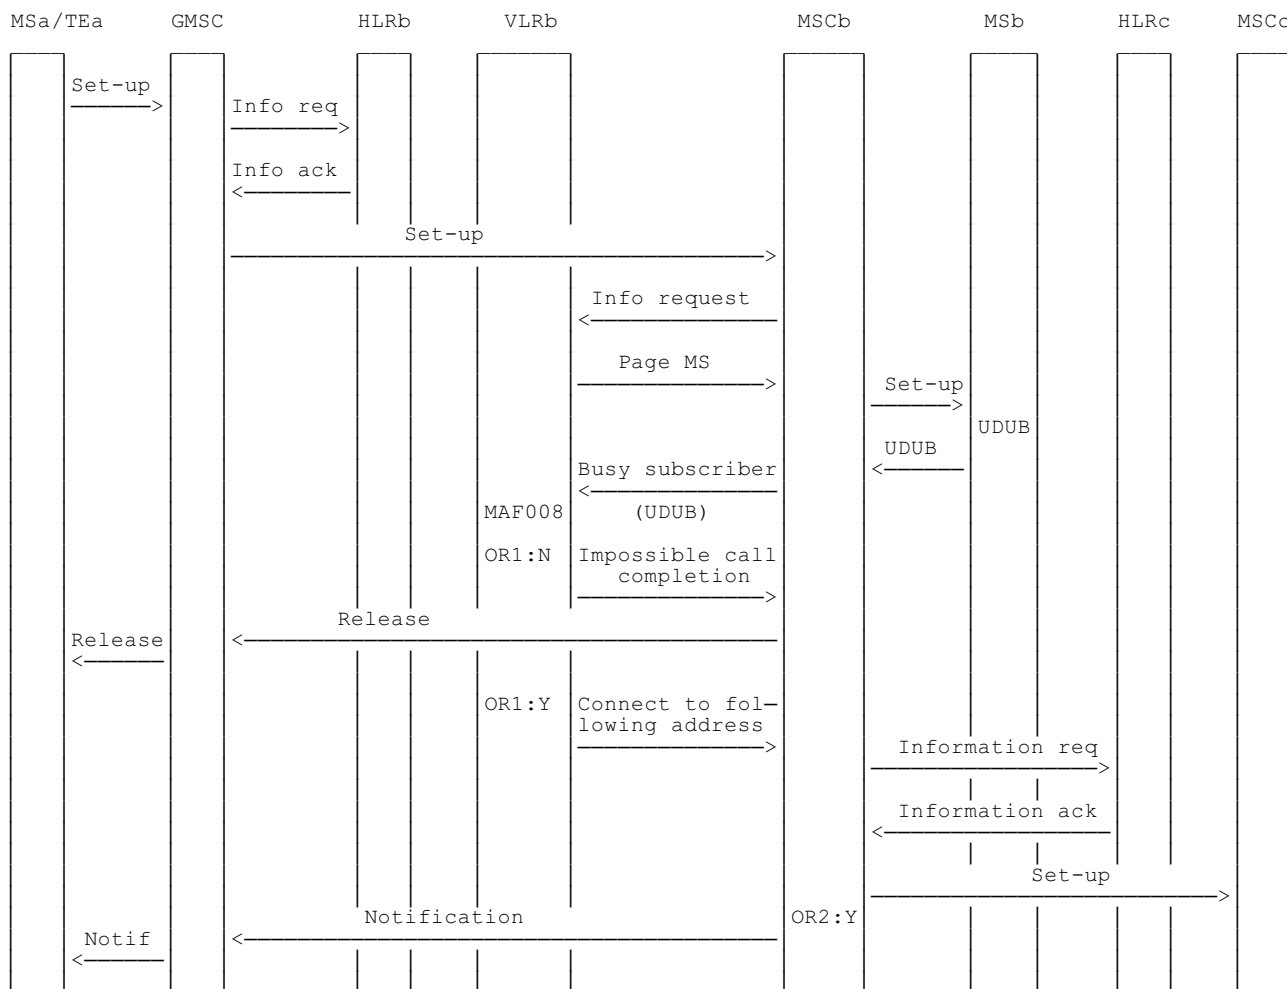 MSa/TEa GMSC HLRb VLRb MSCb MSb HLRc MSCc
Set-up
Info req
Info ack
Set-up
Info request
Page MS
Set-up
UDUB
UDUB
Busy subscriber
MAF008 (UDUB)
OR1:N Impossible call
completion
Release
Release
OR1:Y Connect to fol-
lowing address
Information req
Information ack
Set-up
Notification OR2:Y
Notif